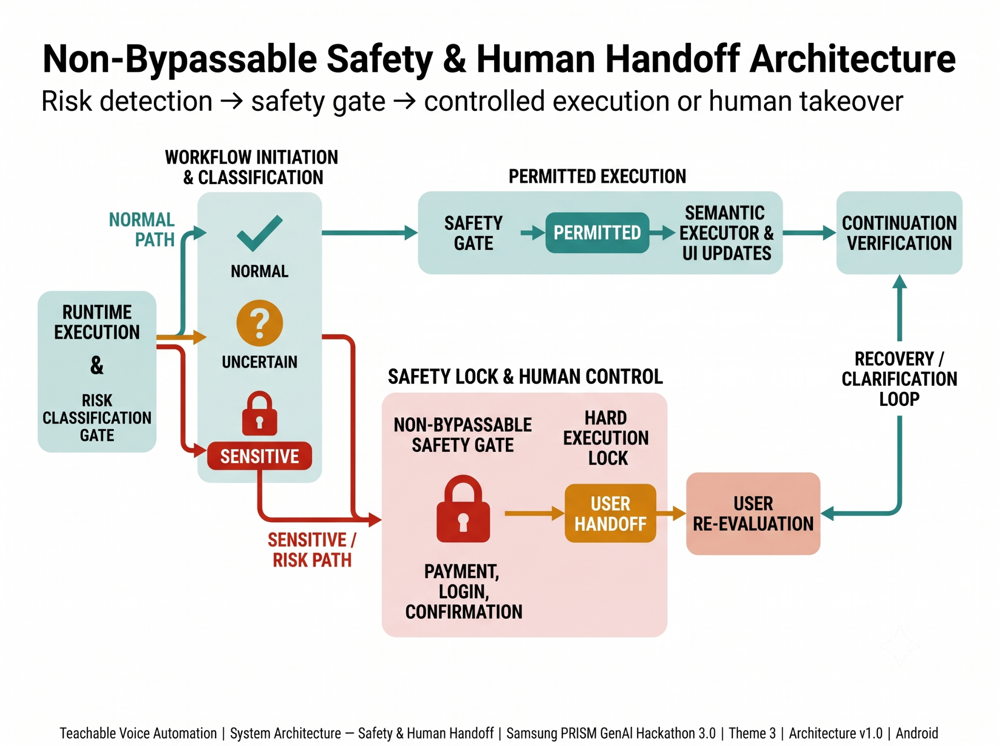 Non-Bypassable Safety & Human Handoff Architecture
Risk detection → safety gate → controlled execution or human takeover
WORKFLOW INITIATION
& CLASSIFICATION
NORMAL
PATH
NORMAL
UNCERTAIN
SENSITIVE
RUNTIME
EXECUTION
&
RISK
CLASSIFICATION
GATE
SENSITIVE /
RISK PATH
PERMITTED EXECUTION
SAFETY
GATE
PERMITTED
SEMANTIC
EXECUTOR &
UI UPDATES
CONTINUATION
VERIFICATION
RECOVERY /
CLARIFICATION
LOOP
SAFETY LOCK & HUMAN CONTROL
NON-BYPASSABLE
SAFETY GATE
HARD
EXECUTION
LOCK
USER
HANDOFF
PAYMENT,
LOGIN,
CONFIRMATION
USER
RE-EVALUATION
Teachable Voice Automation | System Architecture — Safety & Human Handoff | Samsung PRISM GenAI Hackathon 3.0 | Theme 3 | Architecture v1.0 | Android